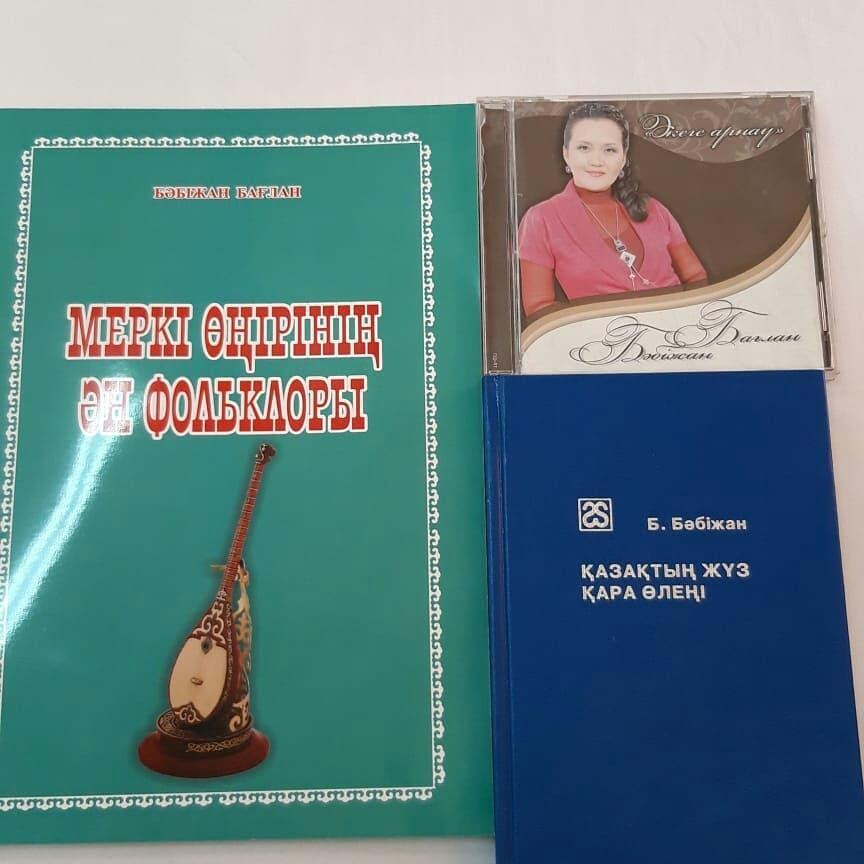 БӘБІЖАН БАҒЛАН
МЕРКІ ӨҢІРІНІҢ
ӘН ФОЛЬКЛОРЫ
«Әкеге арнау»
Бағлан
Бәбіжан
Б. Бәбіжан
ҚАЗАҚТЫҢ ЖҮЗ
ҚАРА ӨЛЕҢІ